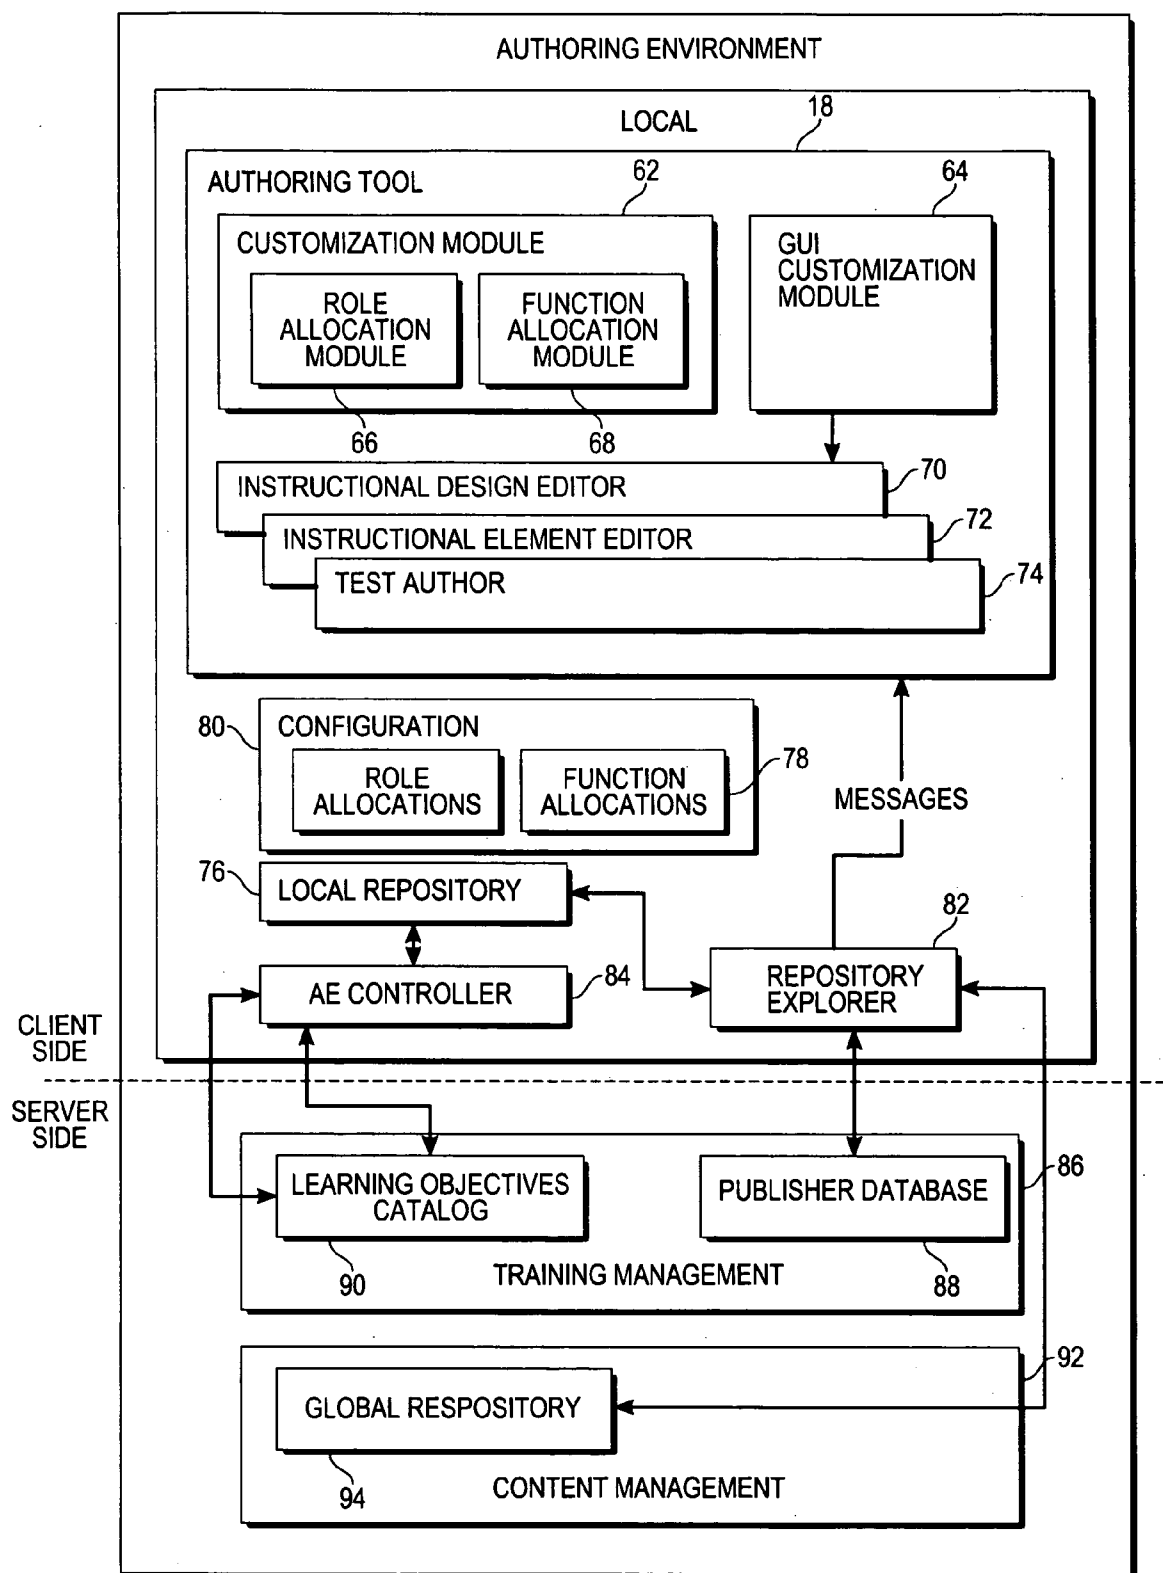 AUTHORING ENVIRONMENT
LOCAL
18
AUTHORING TOOL
62
64
CUSTOMIZATION MODULE
GUI
CUSTOMIZATION
MODULE
ROLE
ALLOCATION
MODULE
FUNCTION
ALLOCATION
MODULE
66
68
INSTRUCTIONAL DESIGN EDITOR
70
INSTRUCTIONAL ELEMENT EDITOR
72
TEST AUTHOR
74
80
CONFIGURATION
ROLE
ALLOCATIONS
FUNCTION
ALLOCATIONS
78
MESSAGES
76
LOCAL REPOSITORY
82
AE CONTROLLER
84
REPOSITORY
EXPLORER
CLIENT
SIDE
SERVER
SIDE
LEARNING OBJECTIVES
CATALOG
PUBLISHER DATABASE
86
90
TRAINING MANAGEMENT
88
92
GLOBAL RESPOSITORY
94
CONTENT MANAGEMENT